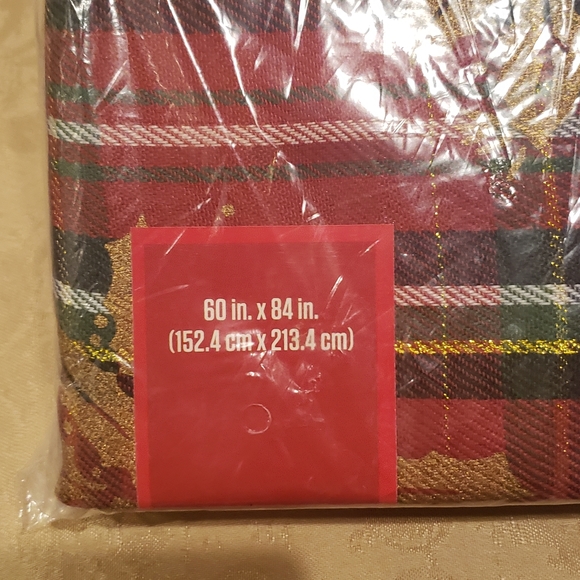 60 in. x 84 in.
(152.4 cm x 213.4 cm)